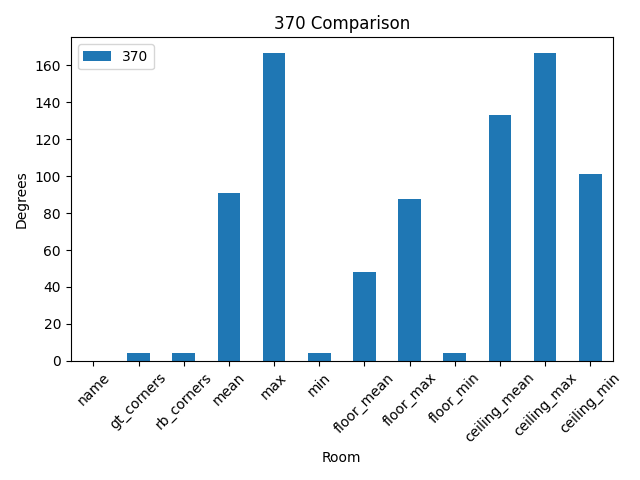 370 Comparison
370
Degrees
160
140
120
100
80
60
40
20
0
name
gt_corners
rb_corners
mean
max
min
floor_mean
floor_max
floor_min
ceiling_mean
ceiling_max
ceiling_min
Room